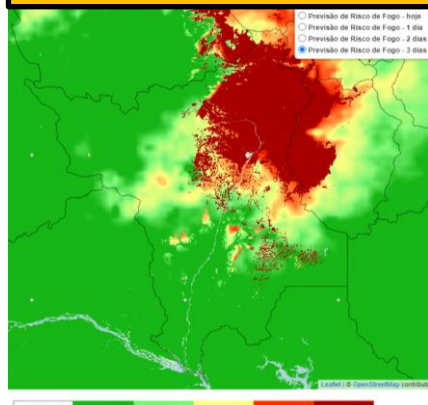 Previsão de Risco de Fogo - hoje
Previsão de Risco de Fogo - 1 dia
Previsão de Risco de Fogo - 2 dias
Previsão de Risco de Fogo - 3 dias
Leaflet | © OpenStreetMap contribut